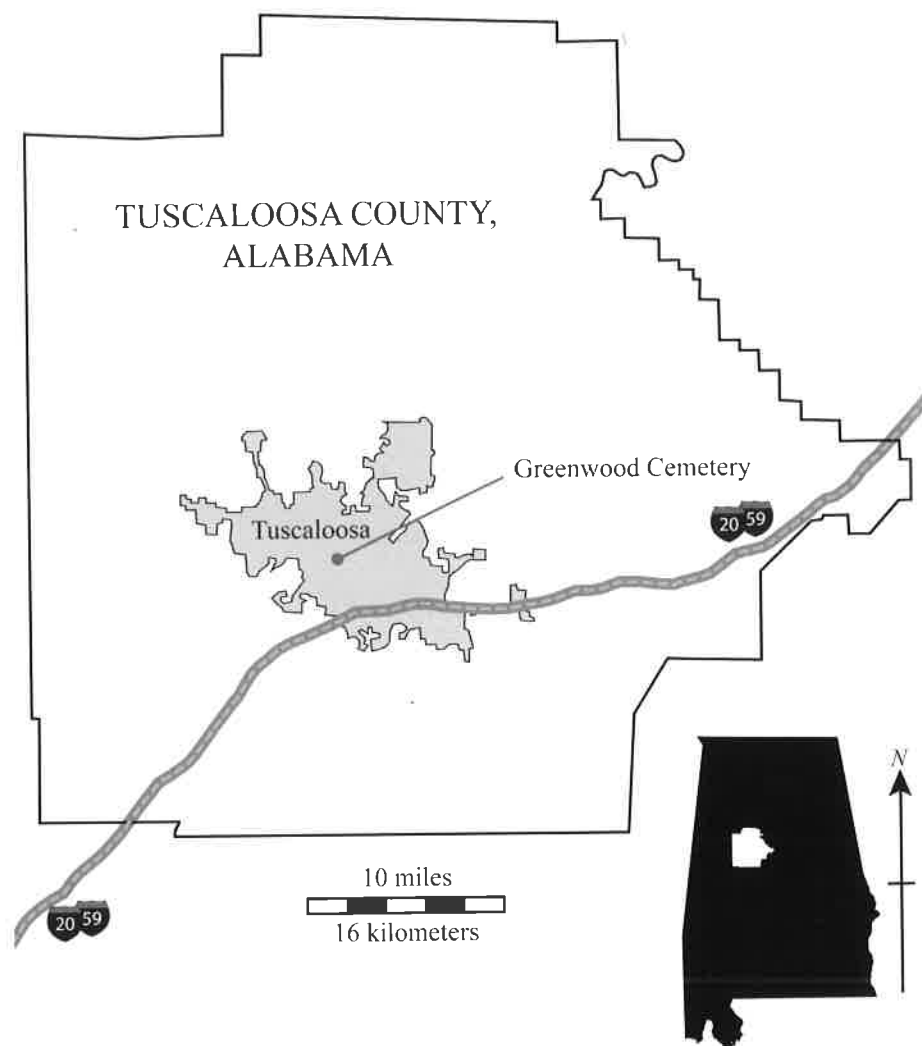 TUSCALOOSA COUNTY,
ALABAMA
Greenwood Cemetery
Tuscaloosa
20 59
10 miles
16 kilometers
20 59
N